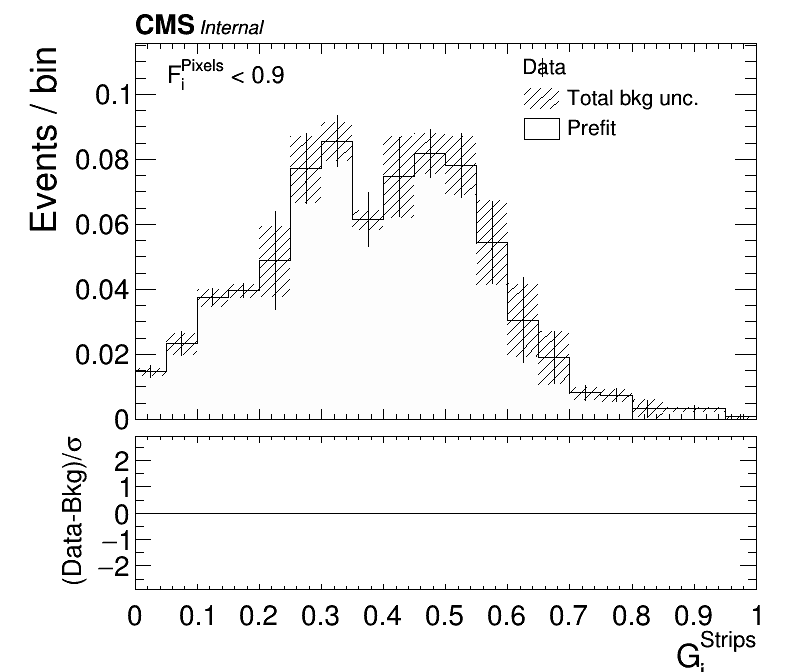 CMS Internal
F_i^Pixels < 0.9
Data
Total bkg unc.
Prefit
Events / bin
0.1
0.08
0.06
0.04
0.02
0
(Data-Bkg)/σ
2
1
0
−1
−2
0 0.1 0.2 0.3 0.4 0.5 0.6 0.7 0.8 0.9 1
G_i^Strips